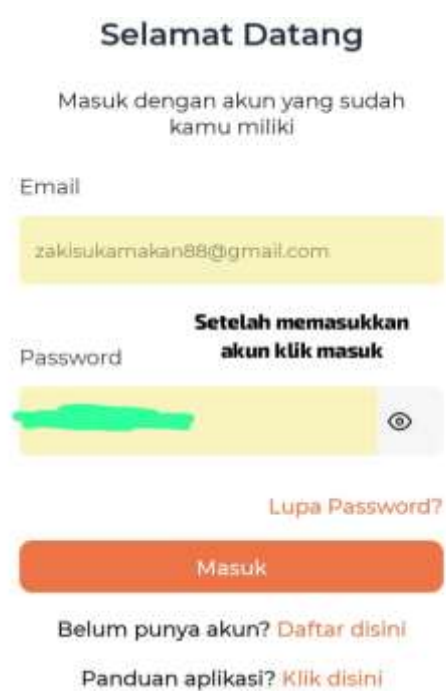 Selamat Datang
Masuk dengan akun yang sudah
kamu miliki
Email
zakisukamakan88@gmail.com
Setelah memasukkan
akun klik masuk
Password
Lupa Password?
Masuk
Belum punya akun? Daftar disini
Panduan aplikasi? Klik disini